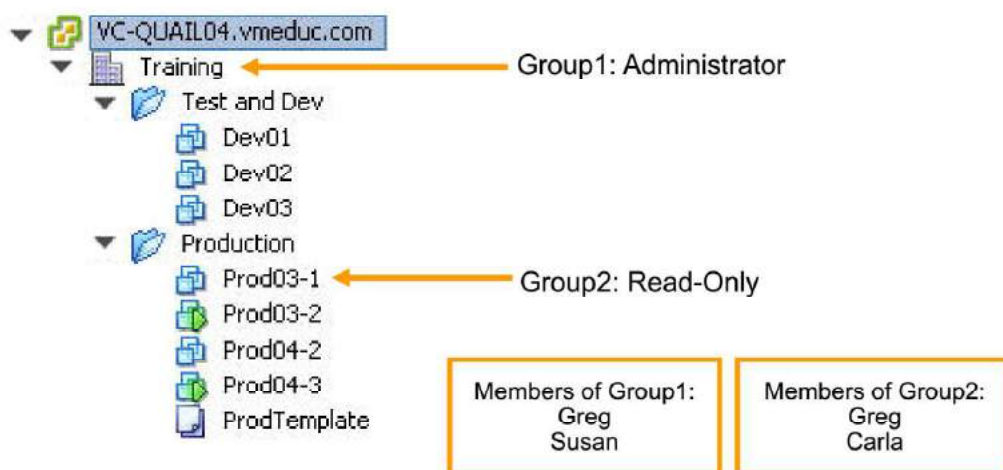 VC-QUAIL04.vmeduc.com
Training
Group1: Administrator
Test and Dev
Dev01
Dev02
Dev03
Production
Prod03-1
Group2: Read-Only
Prod03-2
Prod04-2
Prod04-3
ProdTemplate
Members of Group1:
Greg
Susan
Members of Group2:
Greg
Carla